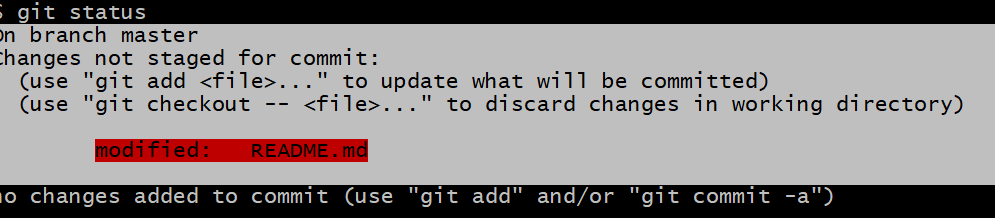 $ git status
On branch master
Changes not staged for commit:
  (use "git add <file>..." to update what will be committed)
  (use "git checkout -- <file>..." to discard changes in working directory)
        modified:   README.md
no changes added to commit (use "git add" and/or "git commit -a")